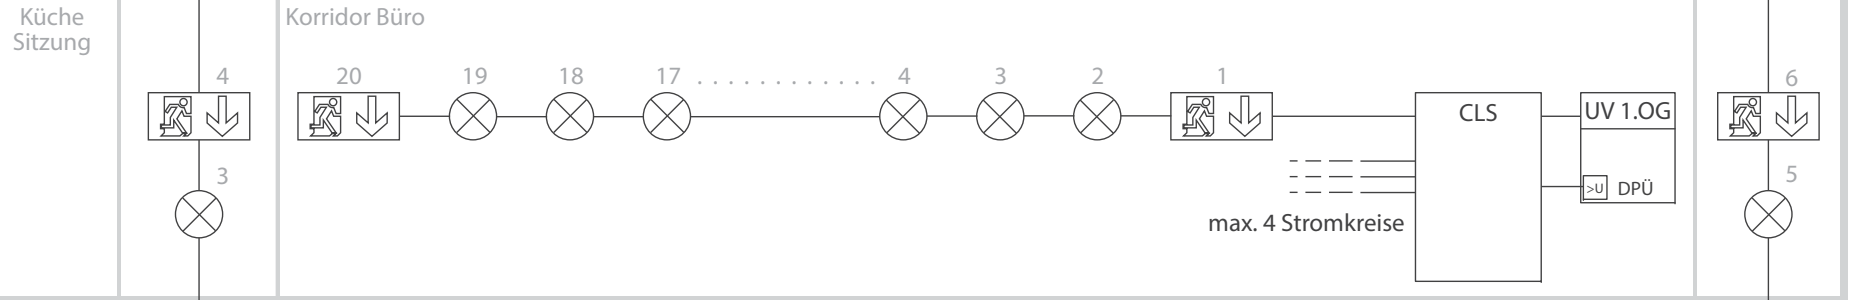 Küche
Sitzung
4
3
Korridor Büro
20 19 18 17 . . . . . . . . . . . . 4 3 2 1
CLS
UV 1.OG
>U DPÜ
max. 4 Stromkreise
6
5